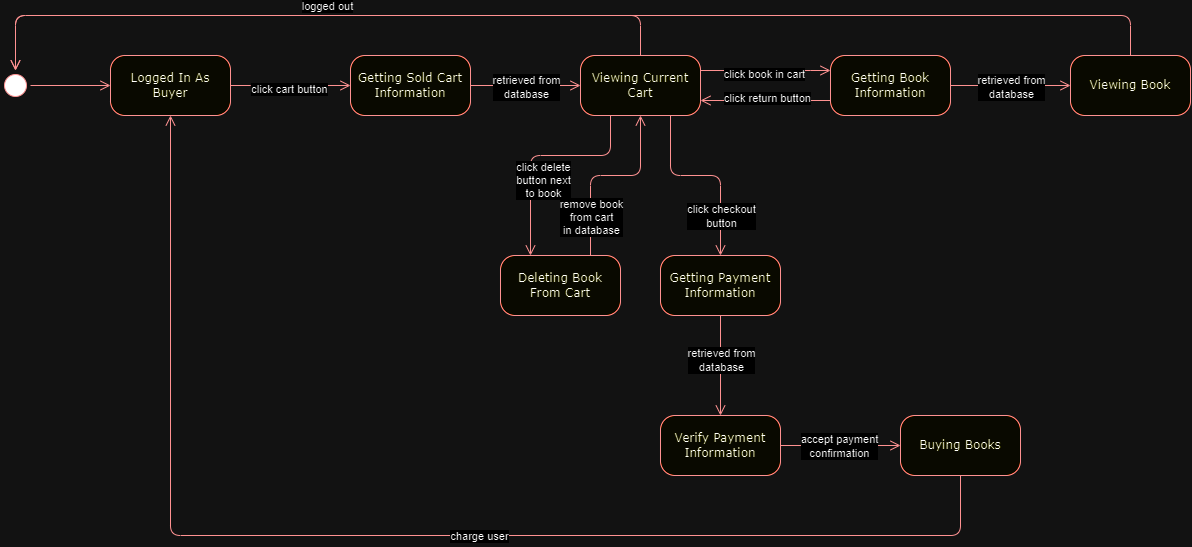 logged out
Logged In As
Buyer
click cart button
Getting Sold Cart
Information
retrieved from
database
Viewing Current
Cart
click book in cart
click return button
Getting Book
Information
retrieved from
database
Viewing Book
click delete
button next
to book
remove book
from cart
in database
click checkout
button
Deleting Book
From Cart
Getting Payment
Information
retrieved from
database
Verify Payment
Information
accept payment
confirmation
Buying Books
charge user